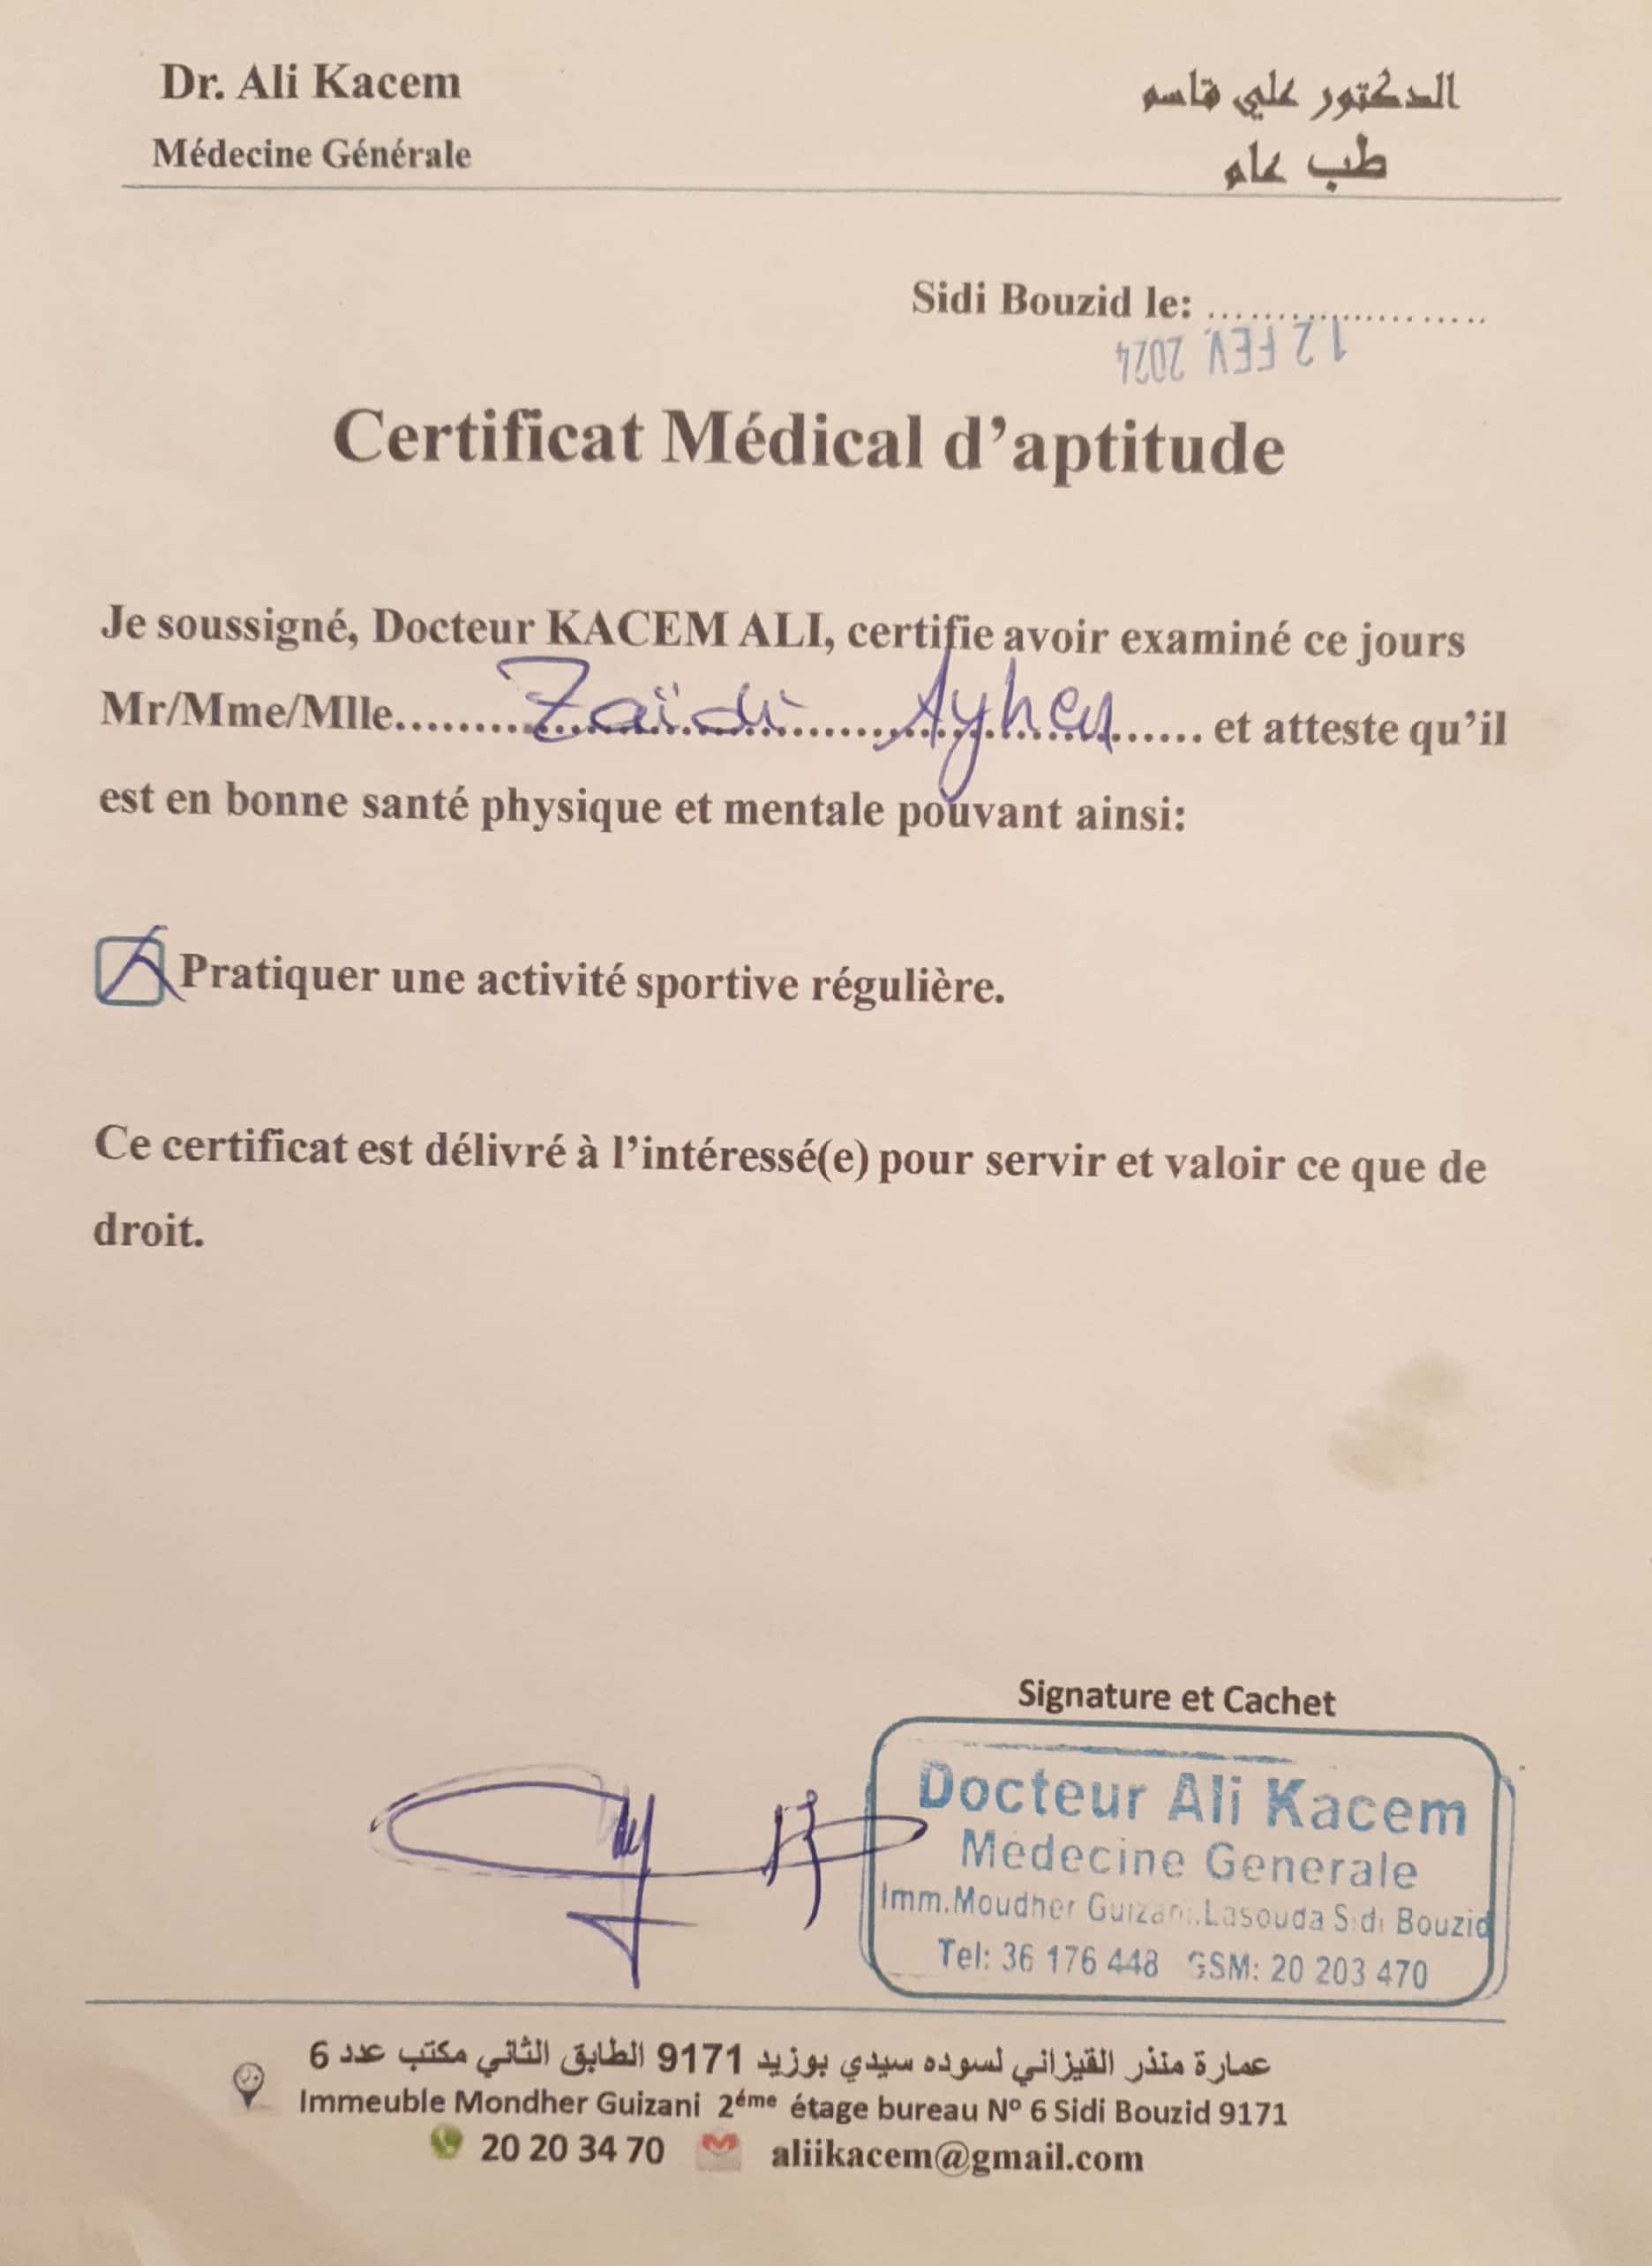 Dr. Ali Kacem
الدكتور علي قاسم
Médecine Générale
طب عام
Sidi Bouzid le: ......................
12 FEV. 2024
Certificat Médical d’aptitude
Je soussigné, Docteur KACEM ALI, certifie avoir examiné ce jours
Mr/Mme/Mlle......... Zaïdi ...... Ayhem ...... et atteste qu’il
est en bonne santé physique et mentale pouvant ainsi:
Pratiquer une activité sportive régulière.
Ce certificat est délivré à l’intéressé(e) pour servir et valoir ce que de
droit.
Signature et Cachet
Docteur Ali Kacem
Medecine Generale
Imm.Moudher Guizani.Lasouda Sidi Bouzid
Tel: 36 176 448 GSM: 20 203 470
عمارة منذر القيزاني لسوده سيدي بوزيد 9171 الطابق الثاني مكتب عدد 6
Immeuble Mondher Guizani 2éme étage bureau N° 6 Sidi Bouzid 9171
20 20 34 70 aliikacem@gmail.com